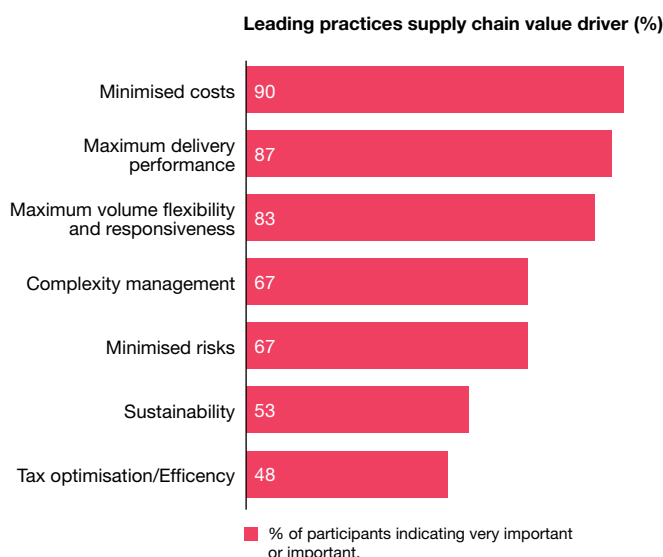 Leading practices supply chain value driver (%)
Minimised costs 90
Maximum delivery
performance 87
Maximum volume flexibility
and responsiveness 83
Complexity management 67
Minimised risks 67
Sustainability 53
Tax optimisation/Efficency 48
% of participants indicating very important
or important.